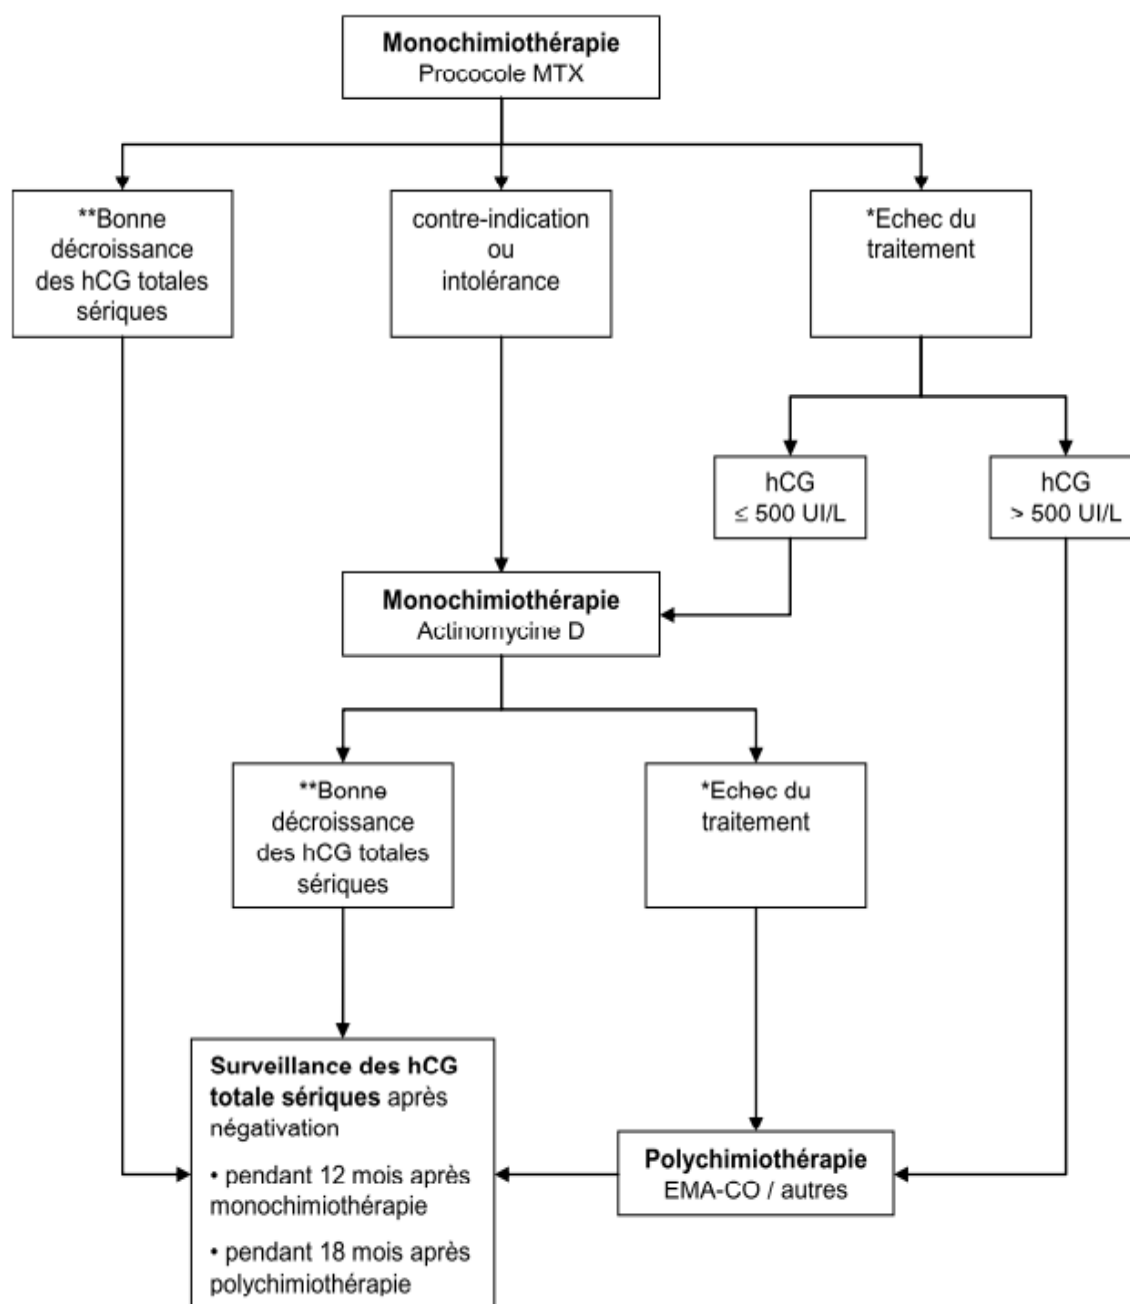 Monochimiothérapie
Prococole MTX
**Bonne
décroissance
des hCG totales
sériques
contre-indication
ou
intolérance
*Echec du
traitement
hCG
≤ 500 UI/L
hCG
> 500 UI/L
Monochimiothérapie
Actinomycine D
**Bonne
décroissance
des hCG totales
sériques
*Echec du
traitement
Surveillance des hCG
totale sériques après
négativation
• pendant 12 mois après
monochimiothérapie
• pendant 18 mois après
polychimiothérapie
Polychimiothérapie
EMA-CO / autres